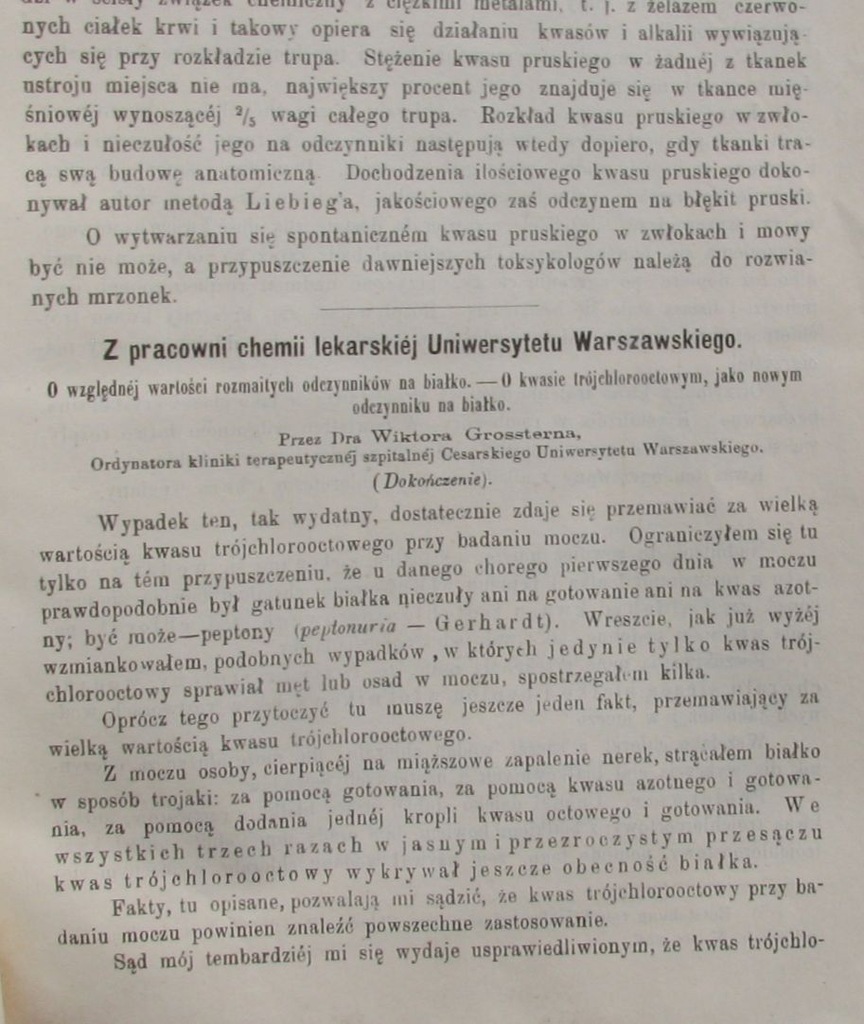 dzi w ścisły związek chemiczny z ciężkimi metalami, t. j. z żelazem czerwo-
nych ciałek krwi i takowy opiera się działaniu kwasów i alkalii wywiązują-
cych się przy rozkładzie trupa. Stężenie kwasu pruskiego w żadnéj z tkanek
ustroju miejsca nie ma, największy procent jego znajduje się w tkance mię-
śniowéj wynoszącéj ²/₅ wagi całego trupa. Rozkład kwasu pruskiego w zwło-
kach i nieczułość jego na odczynniki następują wtedy dopiero, gdy tkanki tra-
cą swą budowę anatomiczną. Dochodzenia ilościowego kwasu pruskiego doko-
nywał autor metodą Liebieg'a, jakościowego zaś odczynem na błękit pruski.
O wytwarzaniu się spontaniczném kwasu pruskiego w zwłokach i mowy
być nie może, a przypuszczenie dawniejszych toksykologów należą do rozwia-
nych mrzonek.
Z pracowni chemii lekarskiéj Uniwersytetu Warszawskiego.
O względnéj wartości rozmaitych odczynników na białko. — O kwasie trójchlorooctowym, jako nowym
odczynniku na białko.
Przez Dra Wiktora Grossterna,
Ordynatora kliniki terapeutycznéj szpitalnéj Cesarskiego Uniwersytetu Warszawskiego.
(Dokończenie).
Wypadek ten, tak wydatny, dostatecznie zdaje się przemawiać za wielką
wartością kwasu trójchlorooctowego przy badaniu moczu. Ograniczyłem się tu
tylko na tém przypuszczeniu, że u danego chorego pierwszego dnia w moczu
prawdopodobnie był gatunek białka nieczuły ani na gotowanie ani na kwas azot-
ny; być może—peptony (peptonuria — Gerhardt). Wreszcie, jak już wyżéj
wzmiankowałem, podobnych wypadków, w których jedynie tylko kwas trój-
chlorooctowy sprawiał męt lub osad w moczu, spostrzegałem kilka.
Oprócz tego przytoczyć tu muszę jeszcze jeden fakt, przemawiający za
wielką wartością kwasu trójchlorooctowego.
Z moczu osoby, cierpiącéj na miąższowe zapalenie nerek, strącałem białko
w sposób trojaki: za pomocą gotowania, za pomocą kwasu azotnego i gotowa-
nia, za pomocą dodania jednéj kropli kwasu octowego i gotowania. We
wszystkich trzech razach w jasnym i przezroczystym przesączu
kwas trójchlorooctowy wykrywał jeszcze obecność białka.
Fakty, tu opisane, pozwalają mi sądzić, że kwas trójchlorooctowy przy ba-
daniu moczu powinien znaleźć powszechne zastosowanie.
Sąd mój tembardziéj mi się wydaje usprawiedliwionym, że kwas trójchlo-